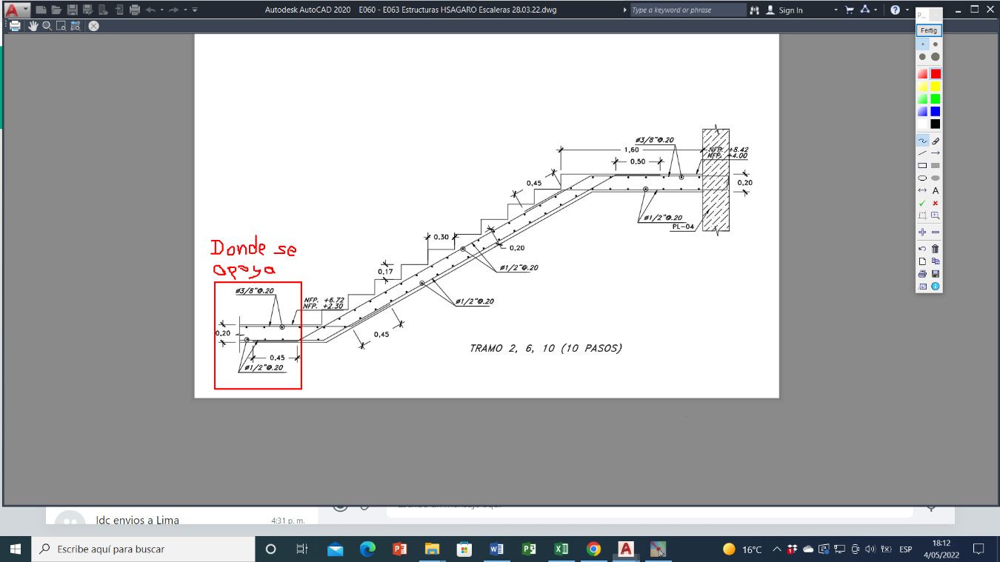 Autodesk AutoCAD 2020 E060 - E063 Estructuras HSAGARO Escaleras 28.03.22.dwg
Type a keyword or phrase
Sign In
Fertig
Ø3/8"@.20
1,60
NFP. +8.42
NFP. +4.00
0,50
0,45
0,20
Ø1/2"@.20
PL-04
0,30
0,20
Donde se
apoya
Ø1/2"@.20
0,17
Ø3/8"@.20
NFP. +6.72
NFP. +2.30
Ø1/2"@.20
0,20
0,45
0,45
Ø1/2"@.20
TRAMO 2, 6, 10 (10 PASOS)
Idc envios a Lima
4:31 p. m.
Escribe aquí para buscar
16°C
ESP
18:12
4/05/2022